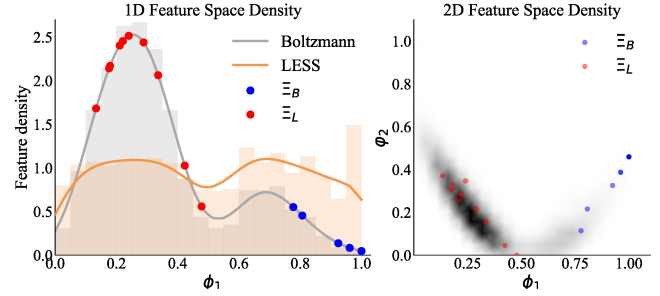 1D Feature Space Density
Feature density
2.5
2.0
1.5
1.0
0.5
0.0
0.0 0.2 0.4 0.6 0.8 1.0
ϕ₁
Boltzmann
LESS
Ξ_B
Ξ_L
2D Feature Space Density
ϕ₂
1.0
0.8
0.6
0.4
0.2
0.0
0.25 0.50 0.75 1.00
ϕ₁
Ξ_B
Ξ_L